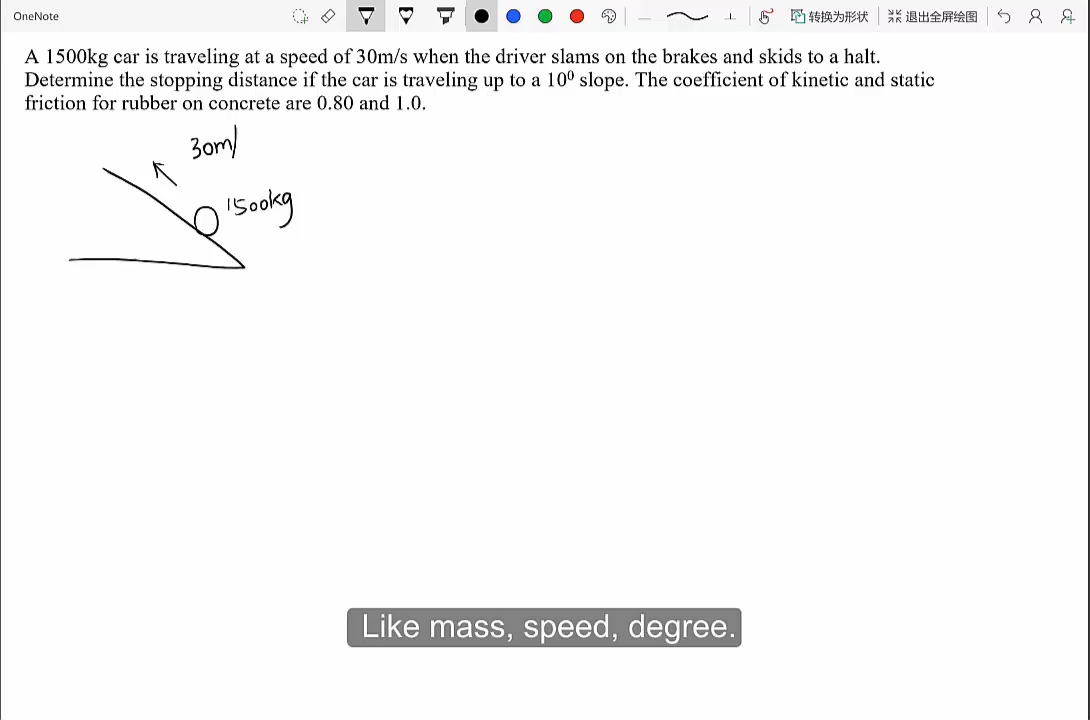 OneNote
转换为形状
退出全屏绘图
A 1500kg car is traveling at a speed of 30m/s when the driver slams on the brakes and skids to a halt.
Determine the stopping distance if the car is traveling up to a 10⁰ slope. The coefficient of kinetic and static
friction for rubber on concrete are 0.80 and 1.0.
30m/
1500kg
Like mass, speed, degree.